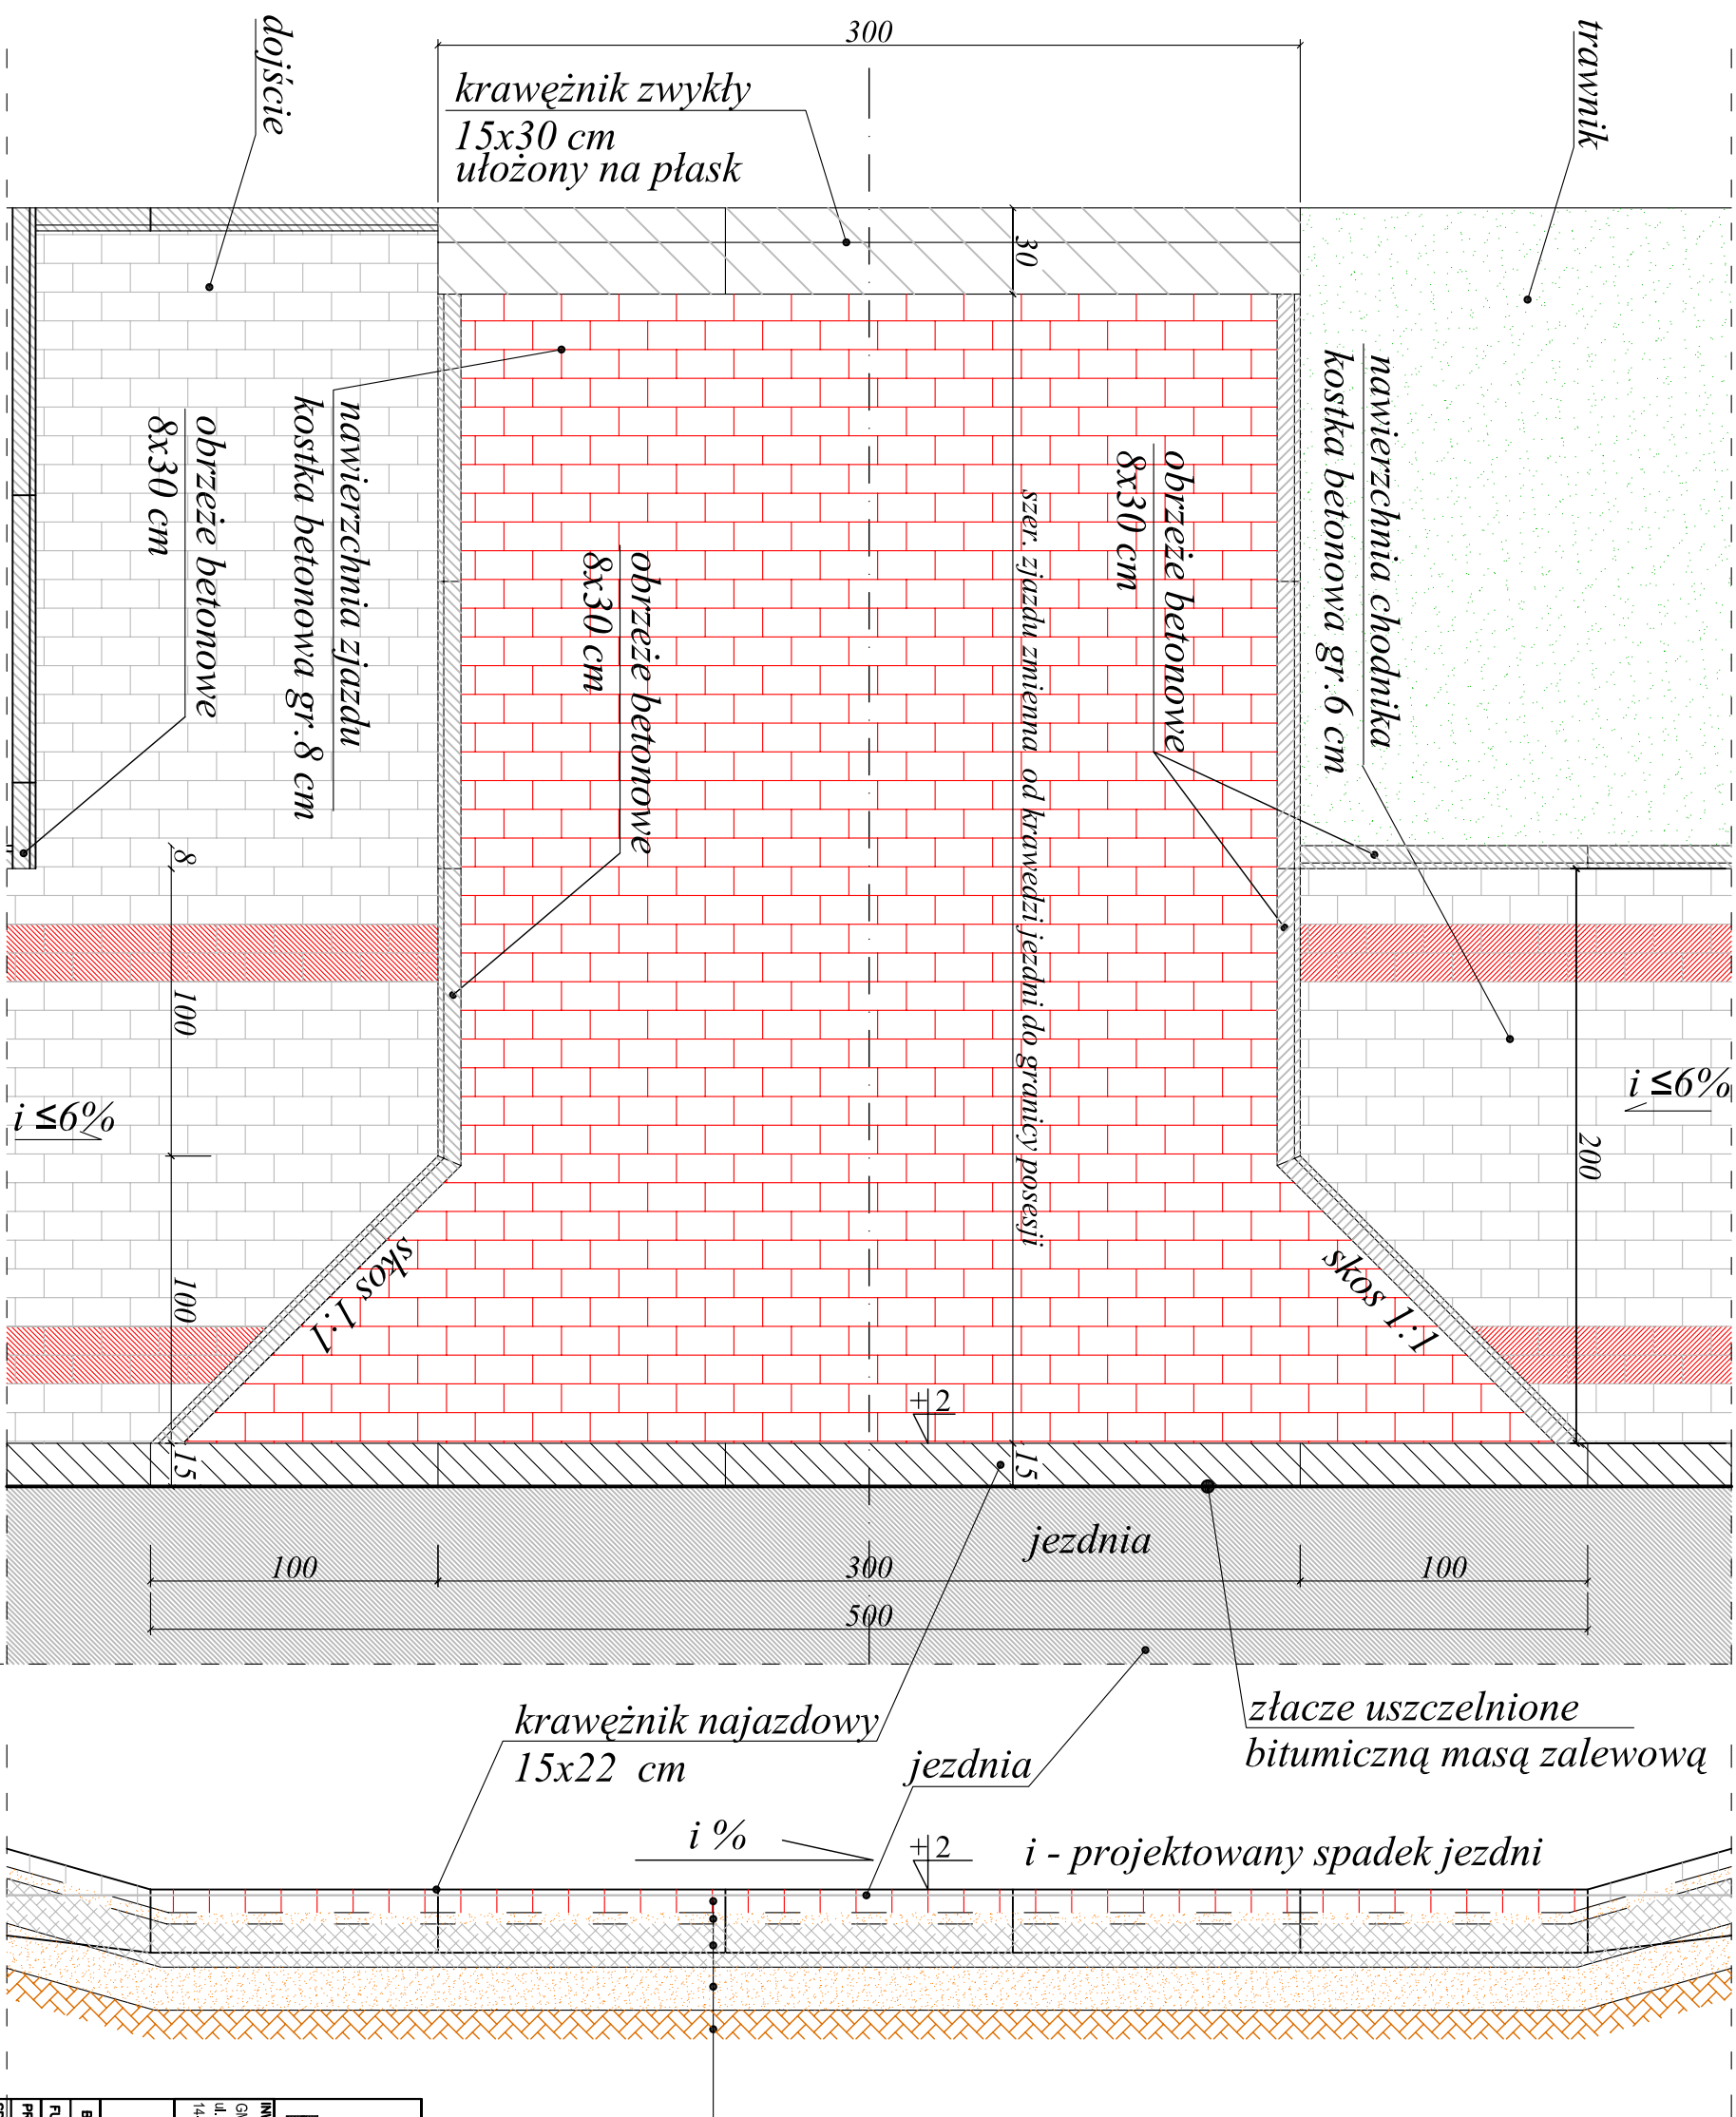 300
trawnik
dojście
krawężnik zwykły
15x30 cm
ułożony na płask
30
nawierzchnia chodnika
kostka betonowa gr.6 cm
nawierzchnia zjazdu
kostka betonowa gr.8 cm
obrzeże betonowe
8x30 cm
obrzeże betonowe
8x30 cm
obrzeże betonowe
8x30 cm
szer. zjazdu zmienna od krawedzi jezdni do granicy posesji
8
100
i ≤6%
i ≤6%
200
100
skos 1:1
skos 1:1
+2
15
15
jezdnia
100
300
100
500
krawężnik najazdowy
15x22 cm
jezdnia
złacze uszczelnione
bitumiczną masą zalewową
i %
+2
i - projektowany spadek jezdni